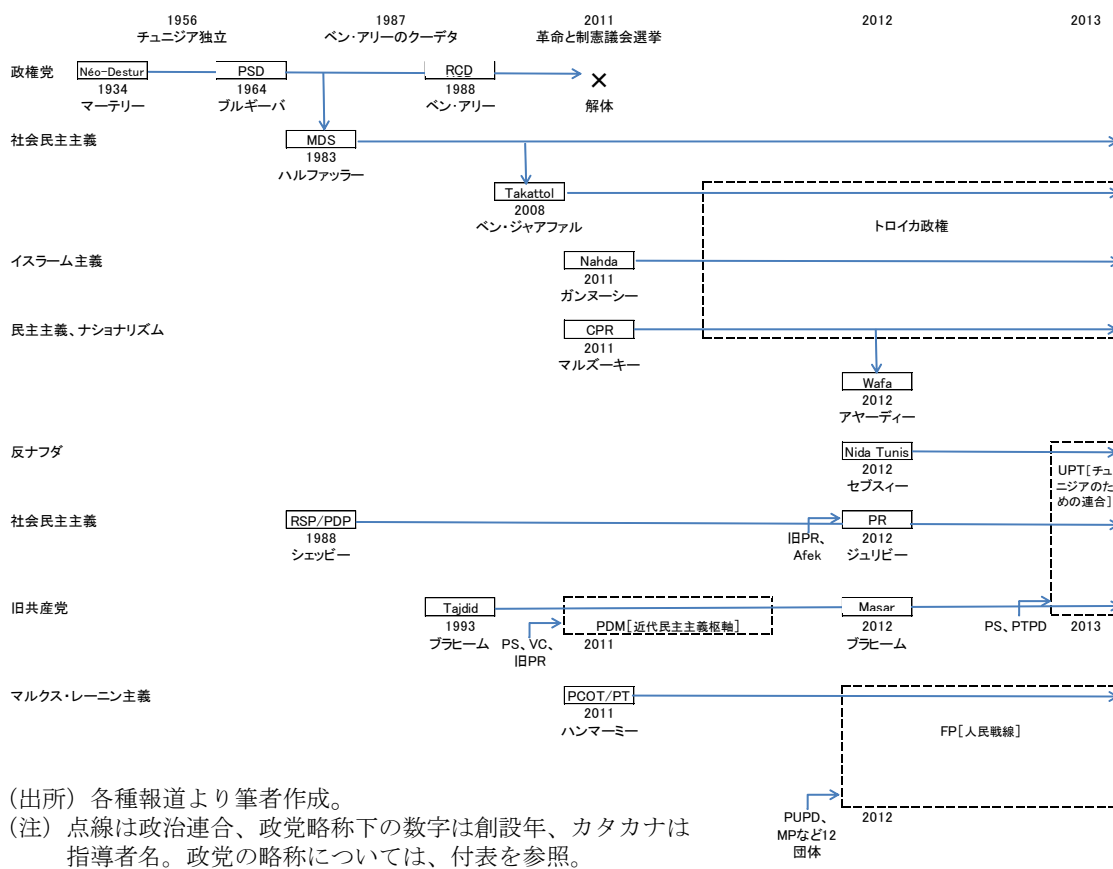 1956
チュニジア独立
1987
ベン・アリーのクーデタ
2011
革命と制憲議会選挙
2012
2013
政権党
Néo-Destur
1934
マーテリー
PSD
1964
ブルギーバ
RCD
1988
ベン・アリー
×
解体
社会民主主義
MDS
1983
ハルファッラー
Takattol
2008
ベン・ジャアファル
トロイカ政権
イスラーム主義
Nahda
2011
ガンヌーシー
民主主義、ナショナリズム
CPR
2011
マルズーキー
Wafa
2012
アヤーディー
反ナフダ
Nida Tunis
2012
セブスィー
UPT[チュ
ニジアのた
めの連合]
社会民主主義
RSP/PDP
1988
シェッビー
旧PR、
Afek
PR
2012
ジュリビー
旧共産党
Tajdid
1993
ブラヒーム
PS、VC、
旧PR
PDM[近代民主主義枢軸]
2011
Masar
2012
ブラヒーム
PS、PTPD
2013
マルクス・レーニン主義
PCOT/PT
2011
ハンマーミー
FP[人民戦線]
PUPD、
MPなど12
団体
2012
(出所) 各種報道より筆者作成。
(注) 点線は政治連合、政党略称下の数字は創設年、カタカナは
指導者名。政党の略称については、付表を参照。